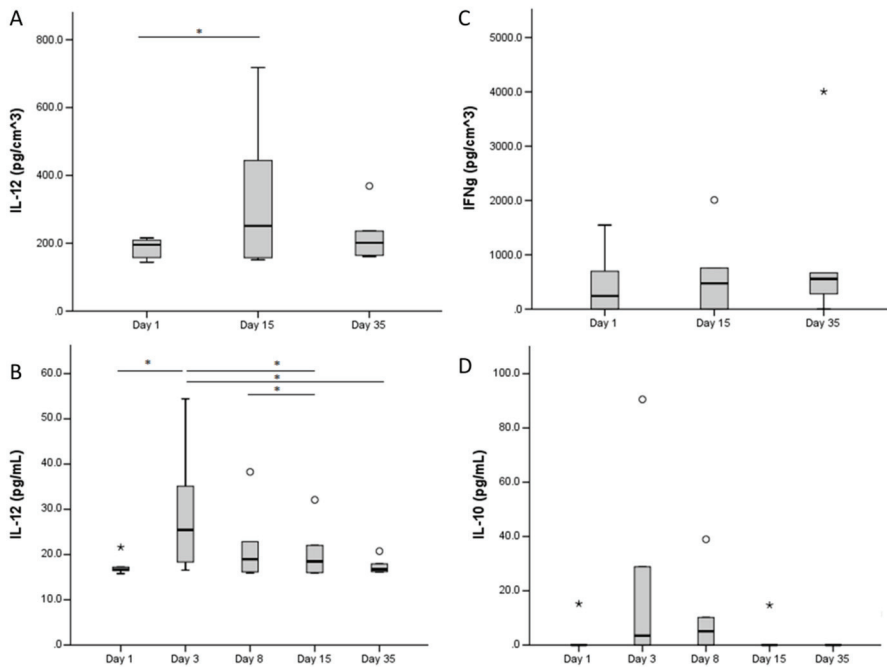 A
IL-12 (pg/cm^3)
800.0
600.0
400.0
200.0
.0
*
Day 1 Day 15 Day 35
C
IFNg (pg/cm^3)
5000.0
4000.0
3000.0
2000.0
1000.0
.0
*
Day 1 Day 15 Day 35
B
IL-12 (pg/mL)
60.0
50.0
40.0
30.0
20.0
10.0
.0
* *
*
*
*
Day 1 Day 3 Day 8 Day 15 Day 35
D
IL-10 (pg/mL)
100.0
80.0
60.0
40.0
20.0
.0
* *
Day 1 Day 3 Day 8 Day 15 Day 35